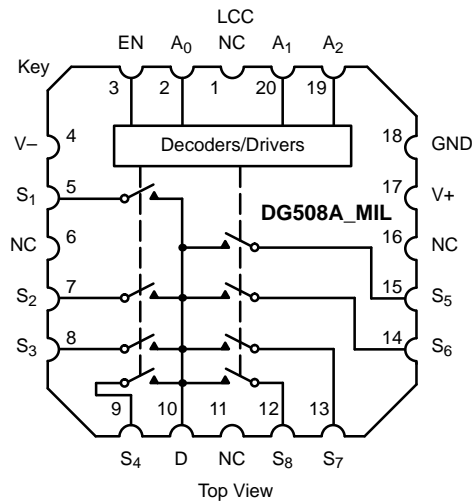 LCC
EN A0 NC A1 A2
Key
3 2 1 20 19
Decoders/Drivers
V– 4 18 GND
S1 5 17 V+
DG508A_MIL
NC 6 16 NC
S2 7 15 S5
S3 8 14 S6
9 10 11 12 13
S4 D NC S8 S7
Top View